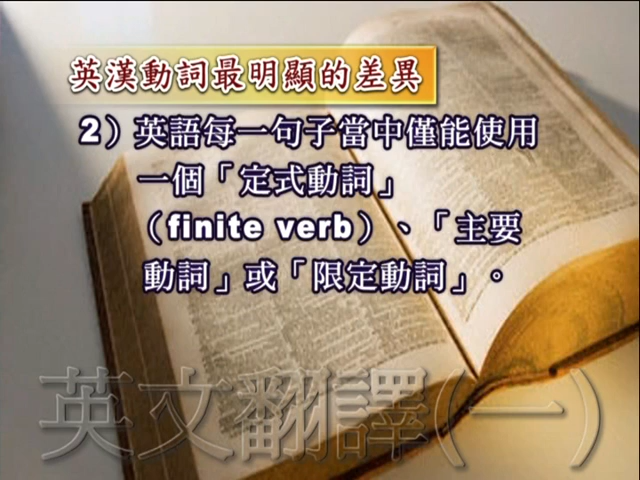 英漢動詞最明顯的差異
2）英語每一句子當中僅能使用
一個「定式動詞」
（finite verb）、「主要
動詞」或「限定動詞」。
英文翻譯(一)